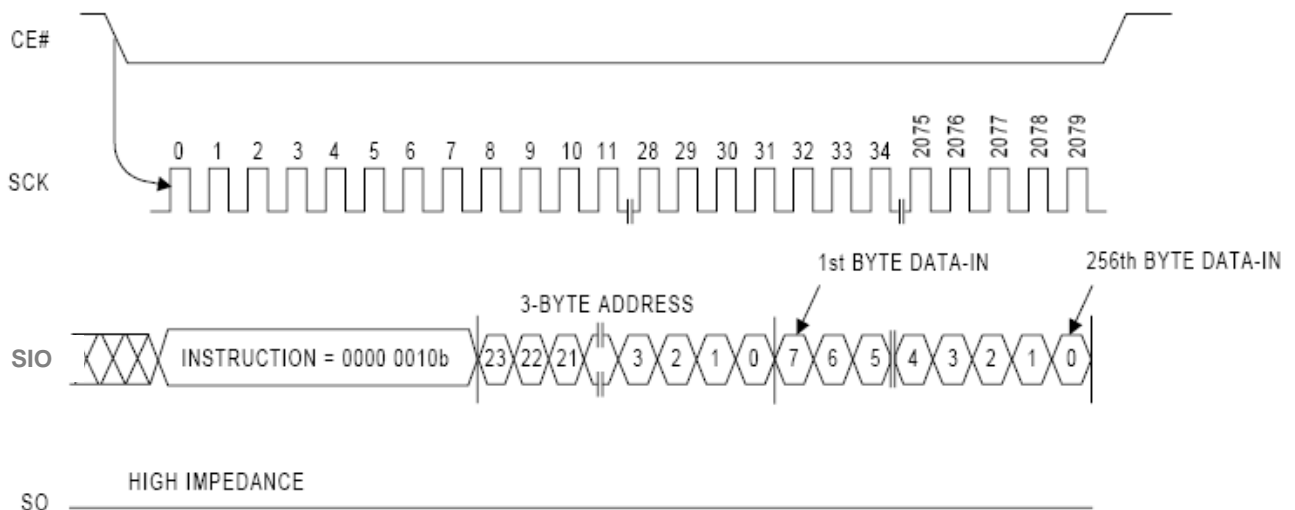 CE#
0 1 2 3 4 5 6 7 8 9 10 11 28 29 30 31 32 33 34 2075 2076 2077 2078 2079
SCK
1st BYTE DATA-IN 256th BYTE DATA-IN
3-BYTE ADDRESS
SIO INSTRUCTION = 0000 0010b 23 22 21 3 2 1 0 7 6 5 4 3 2 1 0
HIGH IMPEDANCE
SO